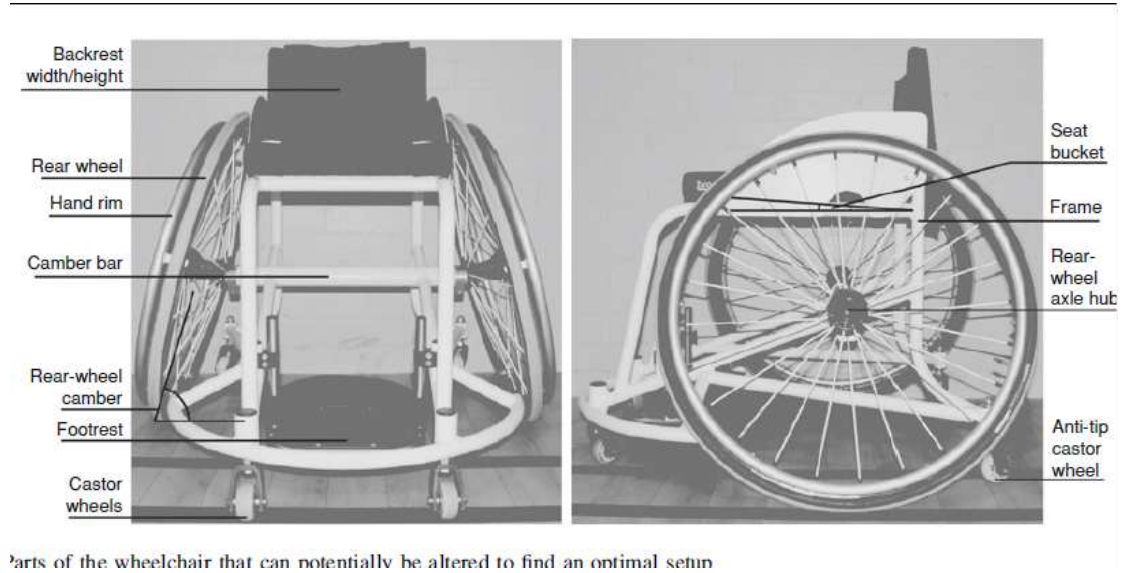 Backrest
width/height
Rear wheel
Hand rim
Camber bar
Rear-wheel
camber
Footrest
Castor
wheels
Seat
bucket
Frame
Rear-
wheel
axle hub
Anti-tip
castor
wheel
Parts of the wheelchair that can potentially be altered to find an optimal setup